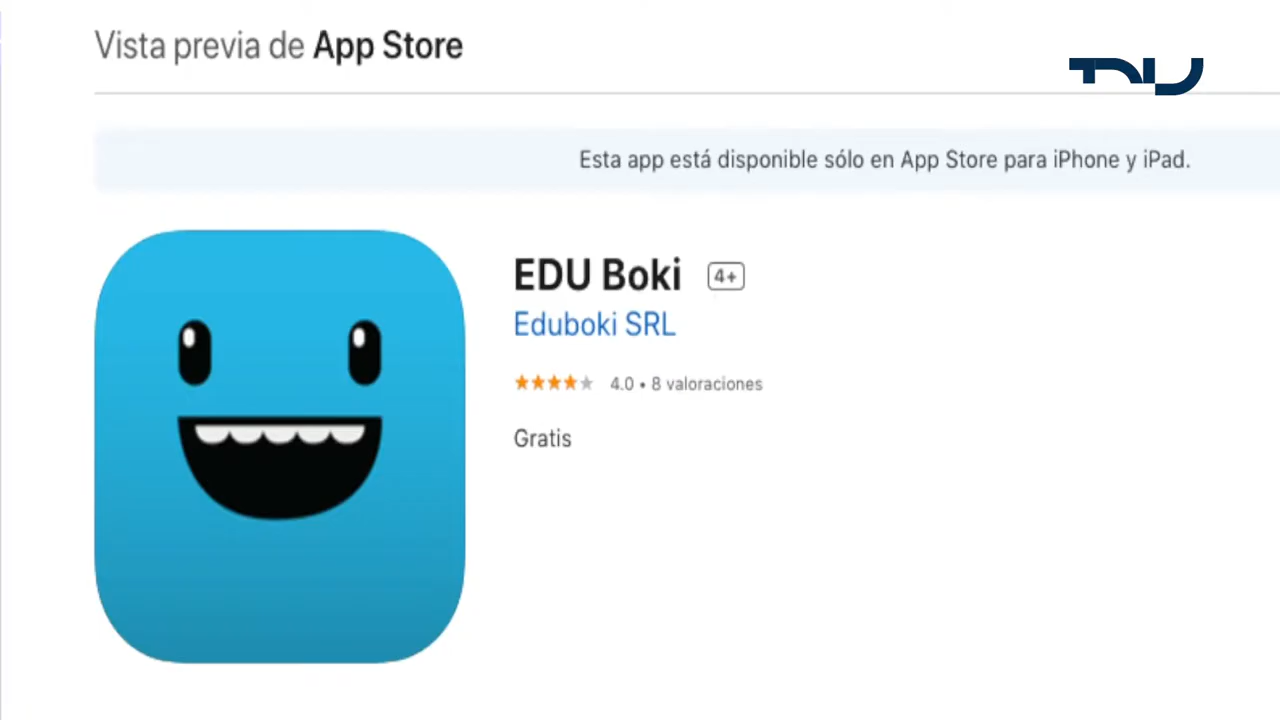 Vista previa de App Store
TDU
Esta app está disponible sólo en App Store para iPhone y iPad.
EDU Boki 4+
Eduboki SRL
4.0 • 8 valoraciones
Gratis